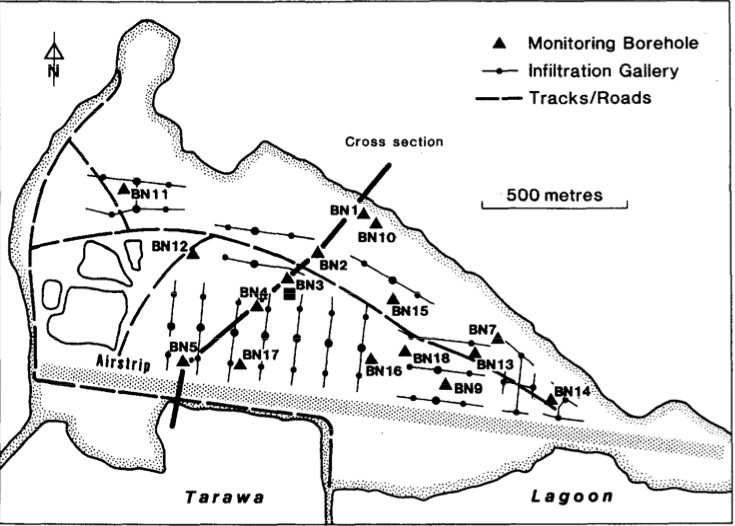 N
Monitoring Borehole
Infiltration Gallery
Tracks/Roads
Cross section
500 metres
BN11
BN1
BN10
BN12
BN2
BN3
BN4
BN15
BN7
BN5
BN17
BN16
BN18
BN13
BN9
BN14
Airstrip
Tarawa
Lagoon